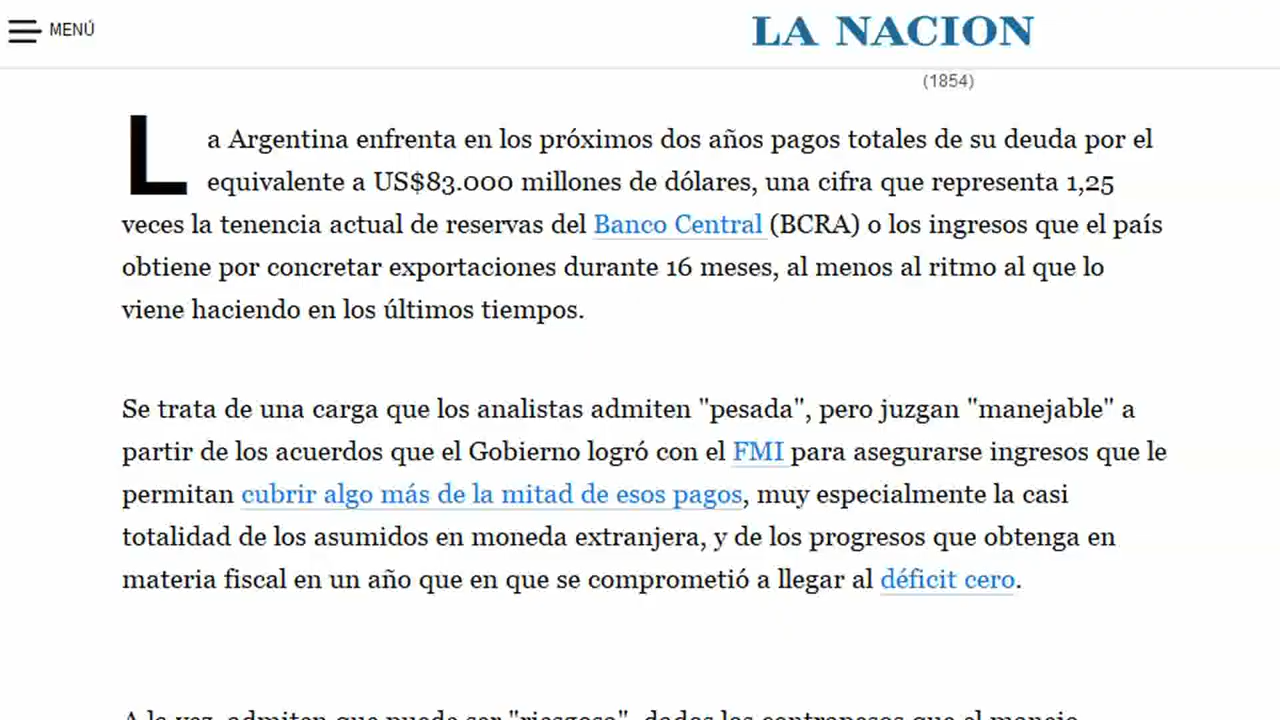 MENÚ
LA NACION
(1854)
La Argentina enfrenta en los próximos dos años pagos totales de su deuda por el
equivalente a US$83.000 millones de dólares, una cifra que representa 1,25
veces la tenencia actual de reservas del Banco Central (BCRA) o los ingresos que el país
obtiene por concretar exportaciones durante 16 meses, al menos al ritmo al que lo
viene haciendo en los últimos tiempos.
Se trata de una carga que los analistas admiten "pesada", pero juzgan "manejable" a
partir de los acuerdos que el Gobierno logró con el FMI para asegurarse ingresos que le
permitan cubrir algo más de la mitad de esos pagos, muy especialmente la casi
totalidad de los asumidos en moneda extranjera, y de los progresos que obtenga en
materia fiscal en un año que en que se comprometió a llegar al déficit cero.
A la vez, admiten que puede ser "riesgosa", dados los contrapesos que el manejo